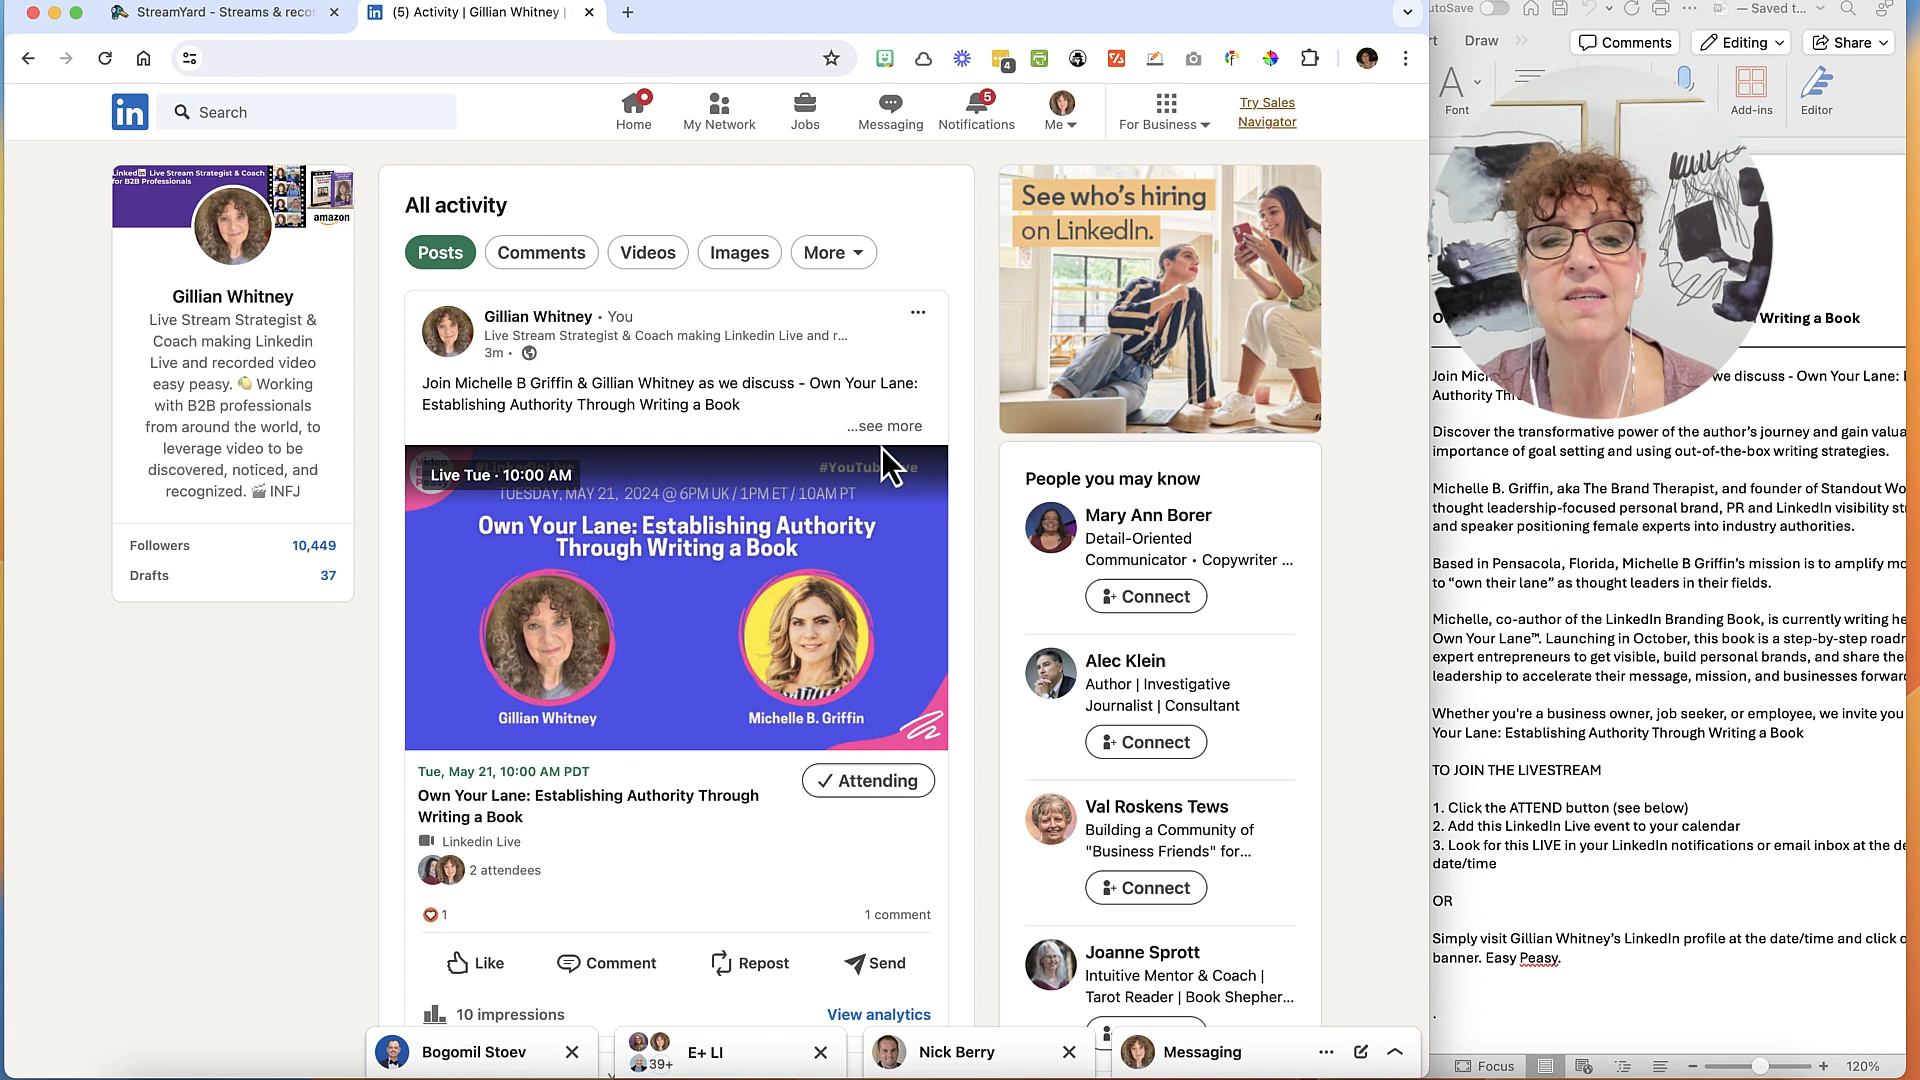 StreamYard - Streams & reco
(5) Activity | Gillian Whitney |
4
in
Search
Home
My Network
Jobs
Messaging
5
Notifications
Me
For Business
Try Sales
Navigator
Linkedin Live Stream Strategist & Coach
for B2B Professionals
amazon
Gillian Whitney
Live Stream Strategist &
Coach making Linkedin
Live and recorded video
easy peasy. 🍋 Working
with B2B professionals
from around the world, to
leverage video to be
discovered, noticed, and
recognized. 🎬 INFJ
Followers 10,449
Drafts 37
All activity
Posts
Comments
Videos
Images
More
Gillian Whitney • You
Live Stream Strategist & Coach making Linkedin Live and r...
3m •
Join Michelle B Griffin & Gillian Whitney as we discuss - Own Your Lane:
Establishing Authority Through Writing a Book
...see more
Live Tue • 10:00 AM
TUESDAY, MAY 21, 2024 @ 6PM UK / 1PM ET / 10AM PT
Own Your Lane: Establishing Authority
Through Writing a Book
Gillian Whitney
Michelle B. Griffin
Tue, May 21, 10:00 AM PDT
Own Your Lane: Establishing Authority Through
Writing a Book
Linkedin Live
2 attendees
Attending
1
1 comment
Like
Comment
Repost
Send
10 impressions
View analytics
See who's hiring
on LinkedIn.
People you may know
Mary Ann Borer
Detail-Oriented
Communicator • Copywriter ...
Connect
Alec Klein
Author | Investigative
Journalist | Consultant
Connect
Val Roskens Tews
Building a Community of
"Business Friends" for...
Connect
Joanne Sprott
Intuitive Mentor & Coach |
Tarot Reader | Book Shepher...
Bogomil Stoev
39+
E+ LI
Nick Berry
Messaging
utoSave
— Saved t...
Draw
Comments
Editing
Share
Font
Add-ins
Editor
Writing a Book
we discuss - Own Your Lane:
Discover the transformative power of the author's journey and gain valua
importance of goal setting and using out-of-the-box writing strategies.
Michelle B. Griffin, aka The Brand Therapist, and founder of Standout Wo
thought leadership-focused personal brand, PR and LinkedIn visibility st
and speaker positioning female experts into industry authorities.
Based in Pensacola, Florida, Michelle B Griffin's mission is to amplify mo
to "own their lane" as thought leaders in their fields.
Michelle, co-author of the LinkedIn Branding Book, is currently writing he
Own Your Lane™. Launching in October, this book is a step-by-step roadr
expert entrepreneurs to get visible, build personal brands, and share thei
leadership to accelerate their message, mission, and businesses forward
Whether you're a business owner, job seeker, or employee, we invite you
Your Lane: Establishing Authority Through Writing a Book
TO JOIN THE LIVESTREAM
1. Click the ATTEND button (see below)
2. Add this LinkedIn Live event to your calendar
3. Look for this LIVE in your LinkedIn notifications or email inbox at the de
date/time
OR
Simply visit Gillian Whitney's LinkedIn profile at the date/time and click o
banner. Easy Peasy.
.
Focus
120%